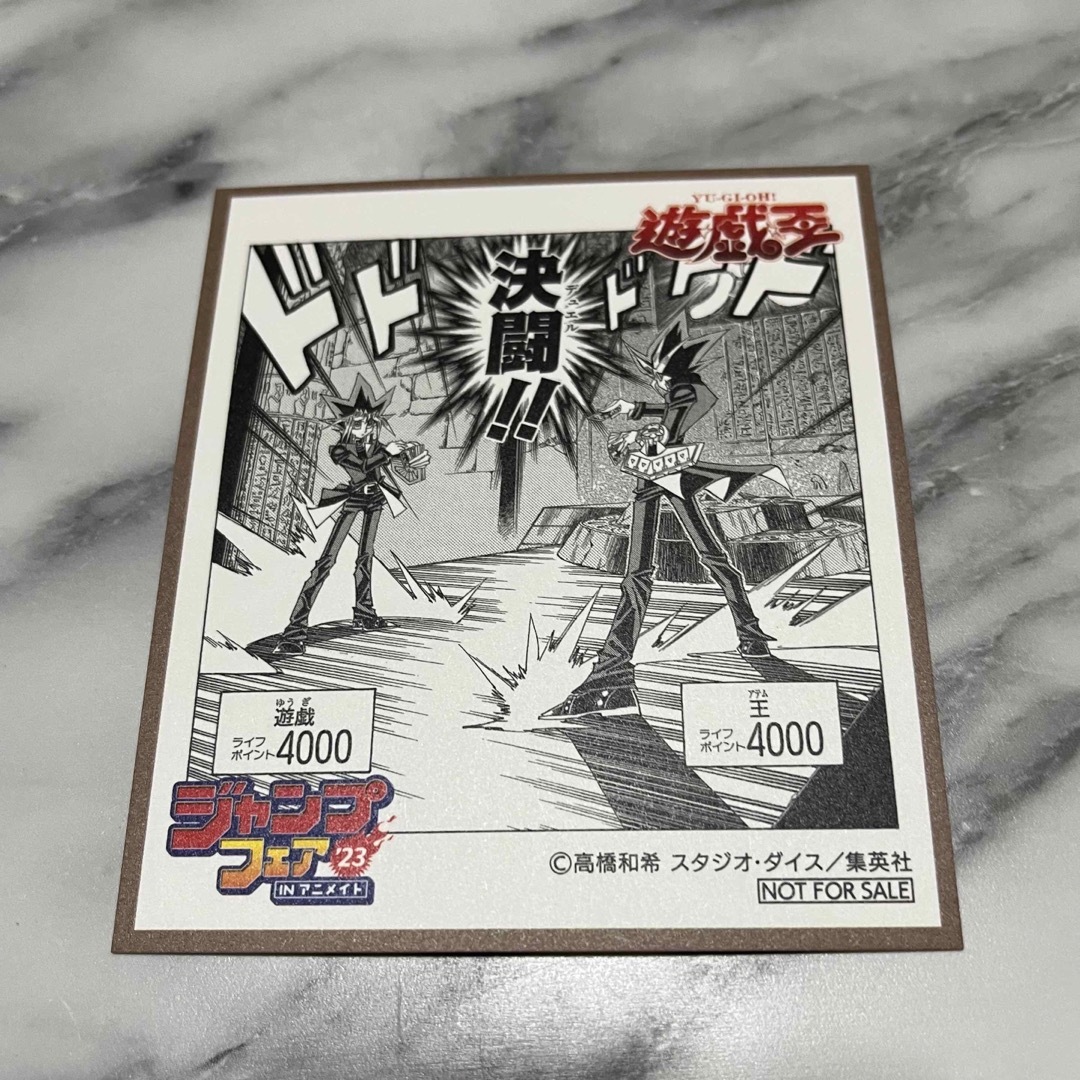 YU-GI-OH!
遊戯王
ドドドドド
決闘!!
デュエル
ゆうぎ
遊戯
ライフ
ポイント4000
アテム
王
ライフ
ポイント4000
ジャンプ
フェア'23
INアニメイト
©高橋和希 スタジオ・ダイス/集英社
NOT FOR SALE